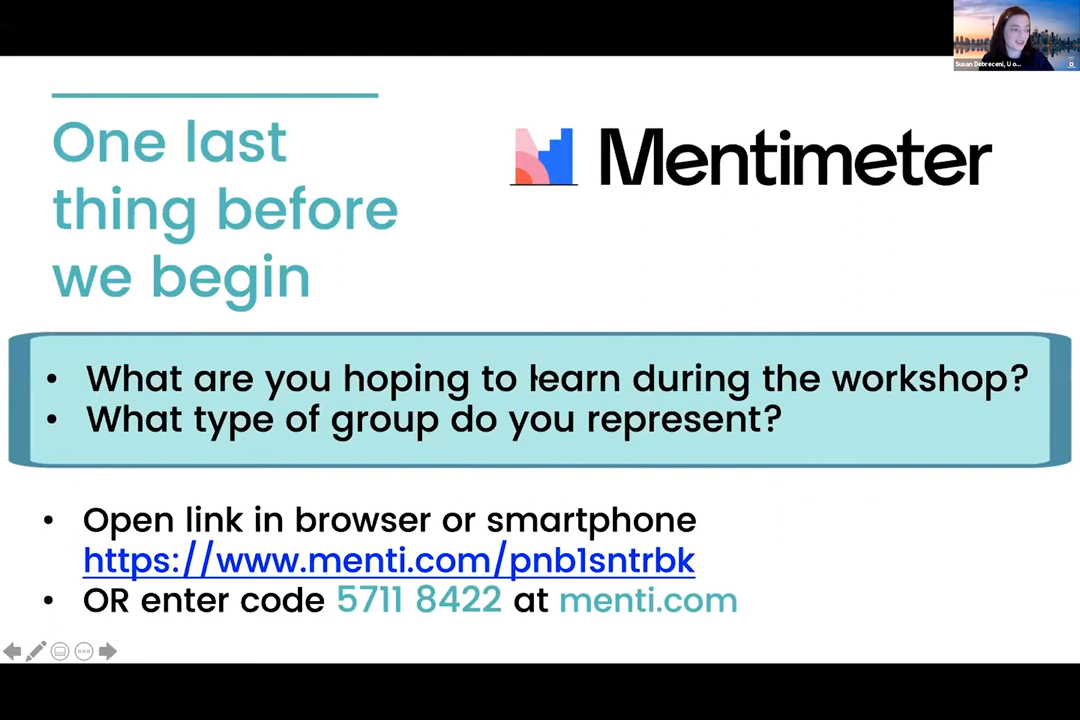 Susan Debreceni, U o...
One last
thing before
we begin
Mentimeter
• What are you hoping to learn during the workshop?
• What type of group do you represent?
• Open link in browser or smartphone
https://www.menti.com/pnb1sntrbk
• OR enter code 5711 8422 at menti.com